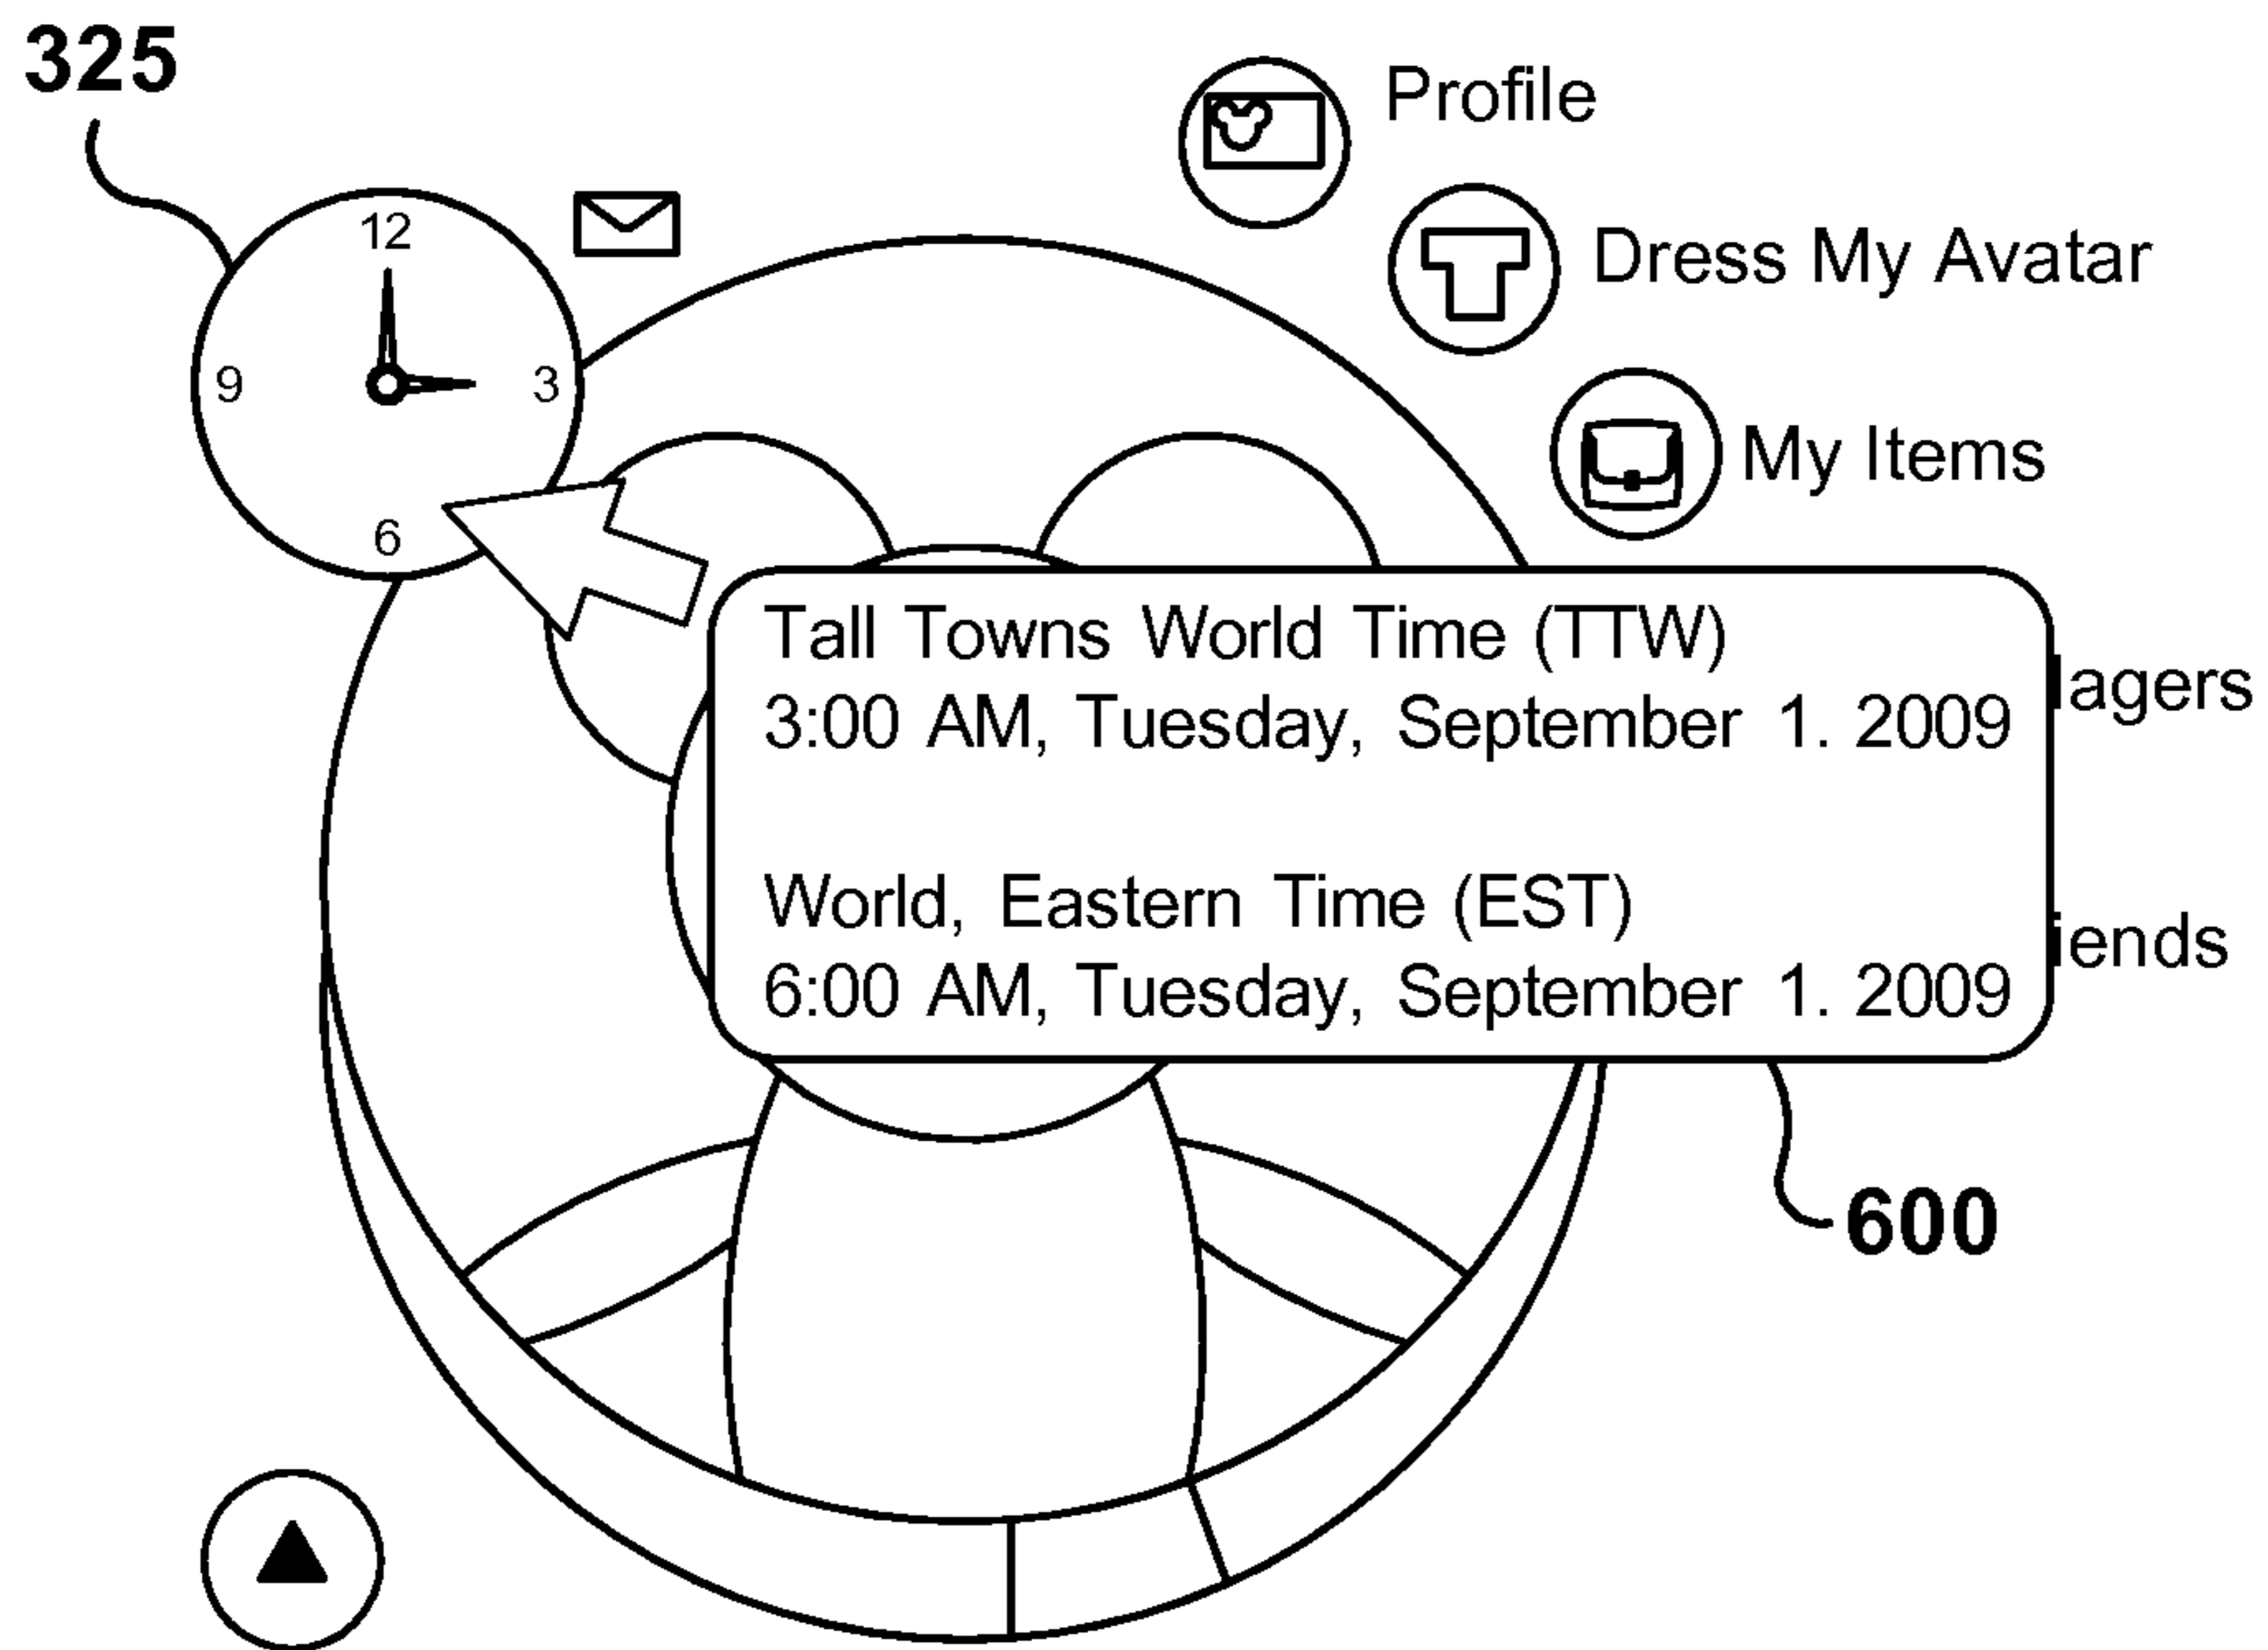 325
Profile
Dress My Avatar
My Items
12
9
3
6
Tall Towns World Time (TTW)
3:00 AM, Tuesday, September 1. 2009
World, Eastern Time (EST)
6:00 AM, Tuesday, September 1. 2009
lagers
iends
600